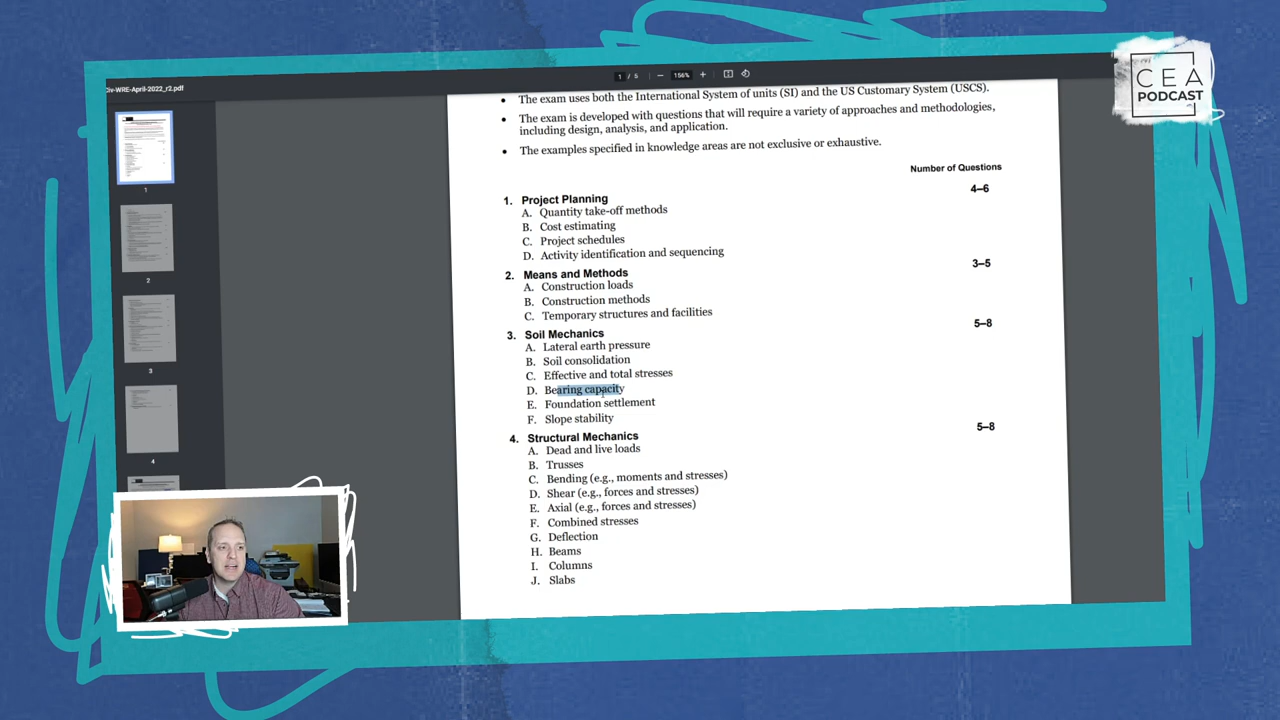 Civ-WRE-April-2022_r2.pdf
1 / 5 − 156% +
CEA
PODCAST
1
2
3
4
• The exam uses both the International System of units (SI) and the US Customary System (USCS).
• The exam is developed with questions that will require a variety of approaches and methodologies,
including design, analysis, and application.
• The examples specified in knowledge areas are not exclusive or exhaustive.
Number of Questions
1. Project Planning 4–6
A. Quantity take-off methods
B. Cost estimating
C. Project schedules
D. Activity identification and sequencing
2. Means and Methods 3–5
A. Construction loads
B. Construction methods
C. Temporary structures and facilities
3. Soil Mechanics 5–8
A. Lateral earth pressure
B. Soil consolidation
C. Effective and total stresses
D. Bearing capacity
E. Foundation settlement
F. Slope stability
4. Structural Mechanics 5–8
A. Dead and live loads
B. Trusses
C. Bending (e.g., moments and stresses)
D. Shear (e.g., forces and stresses)
E. Axial (e.g., forces and stresses)
F. Combined stresses
G. Deflection
H. Beams
I. Columns
J. Slabs